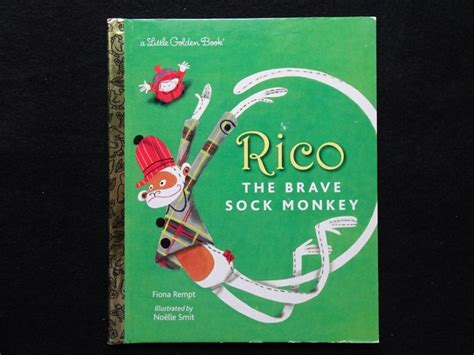 a Little Golden Book®
Rico
THE BRAVE
SOCK MONKEY
Fiona Rempt
Illustrated by
Noëlle Smit